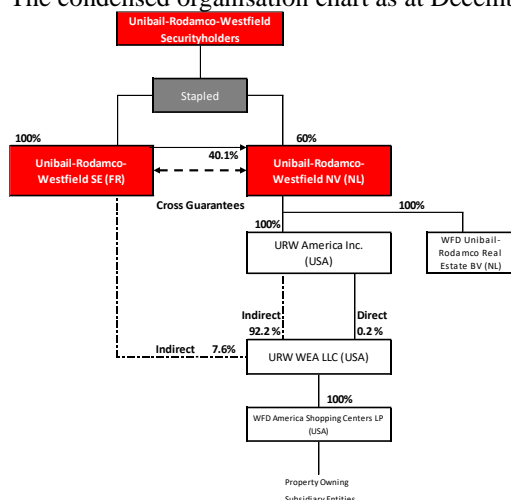 The condensed organisation chart as at Decem
Unibail-Rodamco-Westfield
Securityholders
Stapled
100%
60%
40.1%
Unibail-Rodamco-
Westfield SE (FR)
Unibail-Rodamco-
Westfield NV (NL)
Cross Guarantees
100%
100%
URW America Inc.
(USA)
WFD Unibail-
Rodamco Real
Estate BV (NL)
Indirect
92.2%
Direct
0.2%
Indirect 7.6%
URW WEA LLC (USA)
100%
WFD America Shopping Centers LP
(USA)
Property Owning
Subsidiary Entities